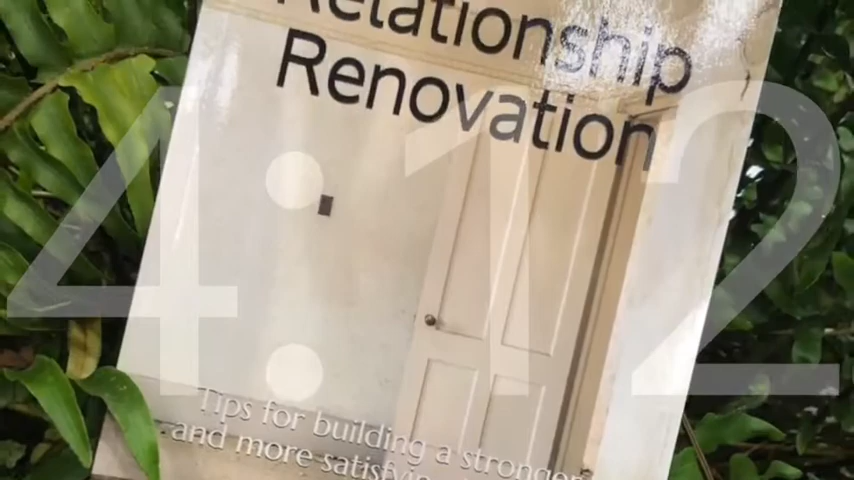 Relationship
Renovation
4:12
Tips for building a stronger
and more satisfying